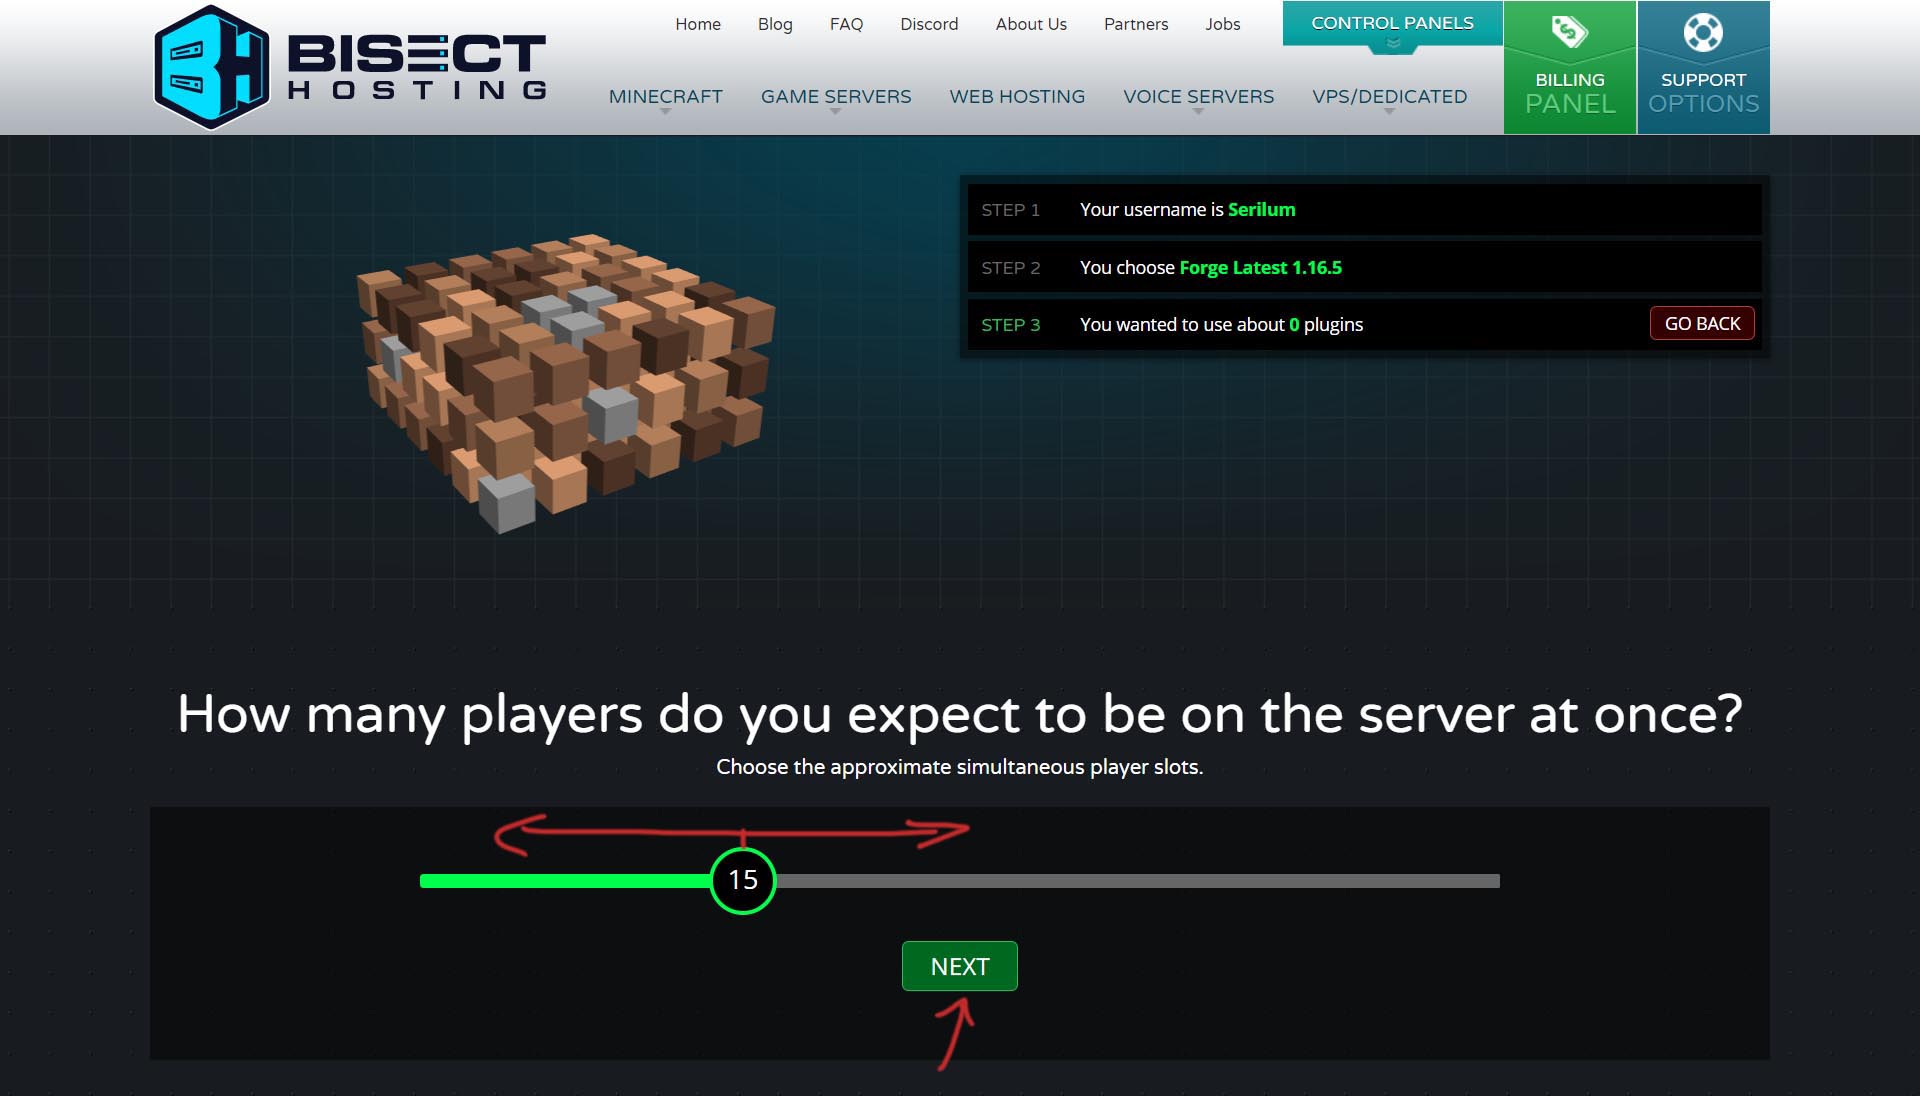 BISECT
HOSTING
Home Blog FAQ Discord About Us Partners Jobs
CONTROL PANELS
MINECRAFT GAME SERVERS WEB HOSTING VOICE SERVERS VPS/DEDICATED
BILLING
PANEL
SUPPORT
OPTIONS
STEP 1 Your username is Serilum
STEP 2 You choose Forge Latest 1.16.5
STEP 3 You wanted to use about 0 plugins GO BACK
How many players do you expect to be on the server at once?
Choose the approximate simultaneous player slots.
15
NEXT